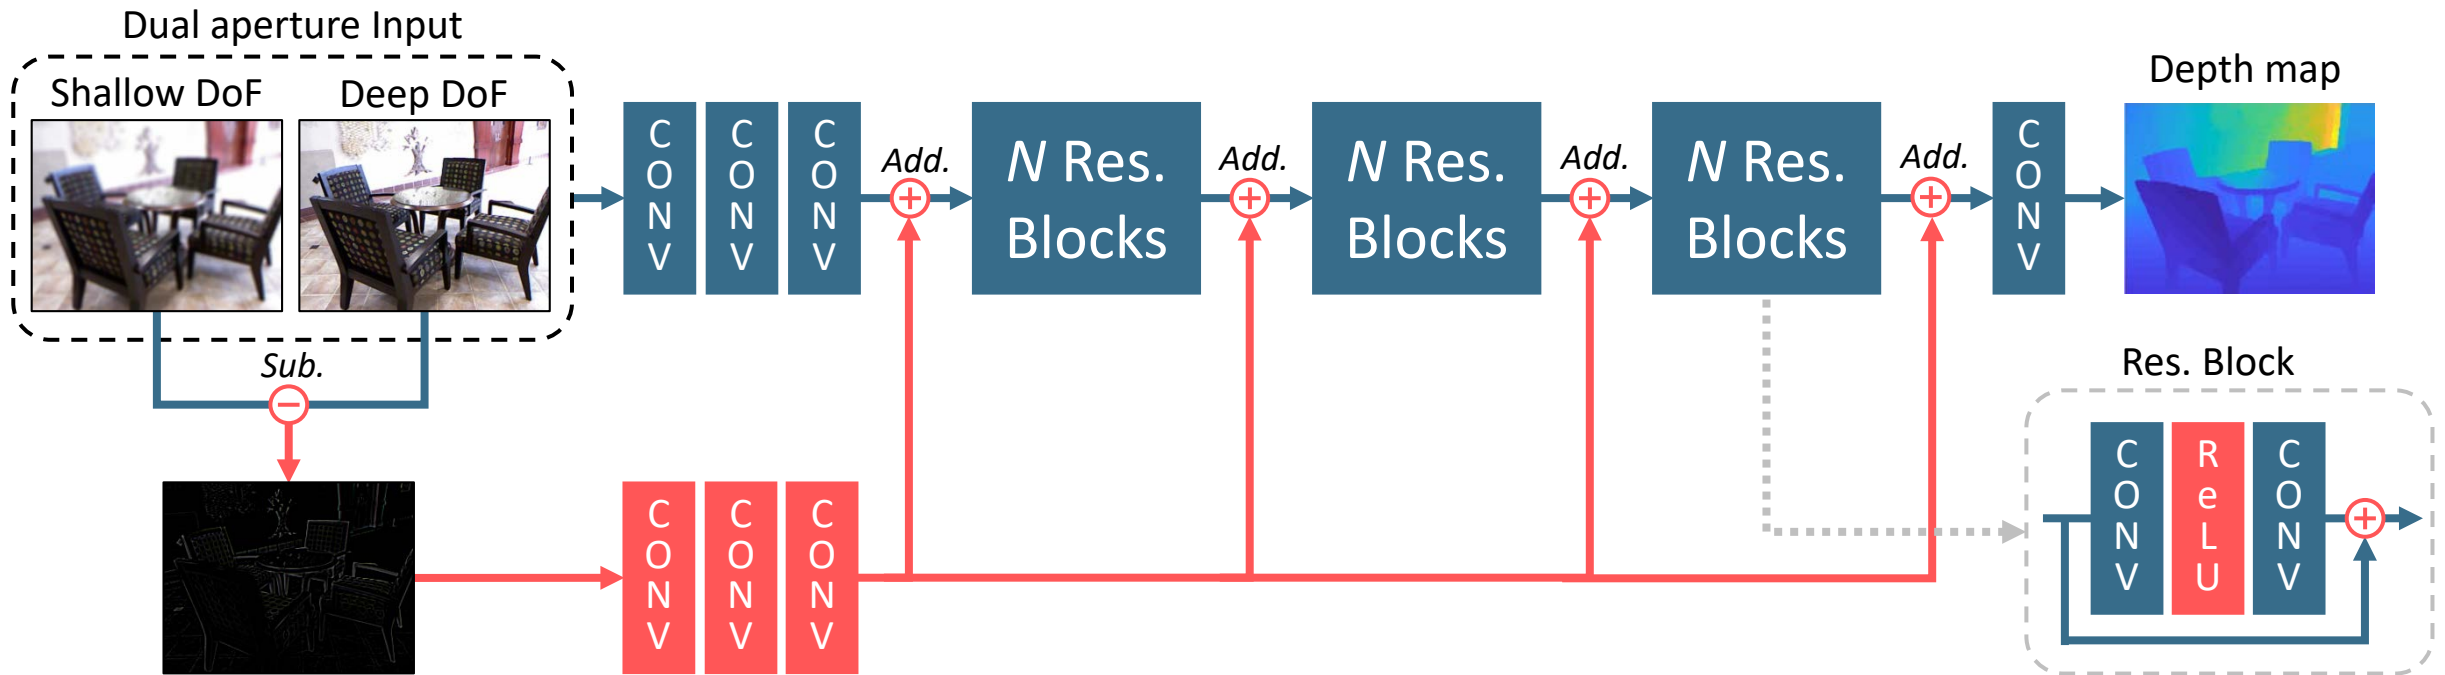 Dual aperture Input
Shallow DoF
Deep DoF
Sub.
CONV
CONV
CONV
Add.
N Res.
Blocks
Add.
N Res.
Blocks
Add.
N Res.
Blocks
Add.
CONV
Depth map
CONV
CONV
CONV
Res. Block
CONV
ReLU
CONV